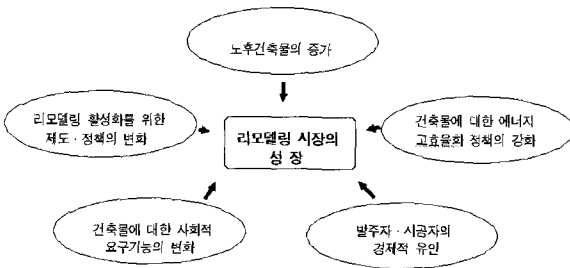 노후건축물의 증가
리모델링 활성화를 위한
제도·정책의 변화
리모델링 시장의
성 장
건축물에 대한 에너지
고효율화 정책의 강화
건축물에 대한 사회적
요구기능의 변화
발주자·시공자의
경제적 유인